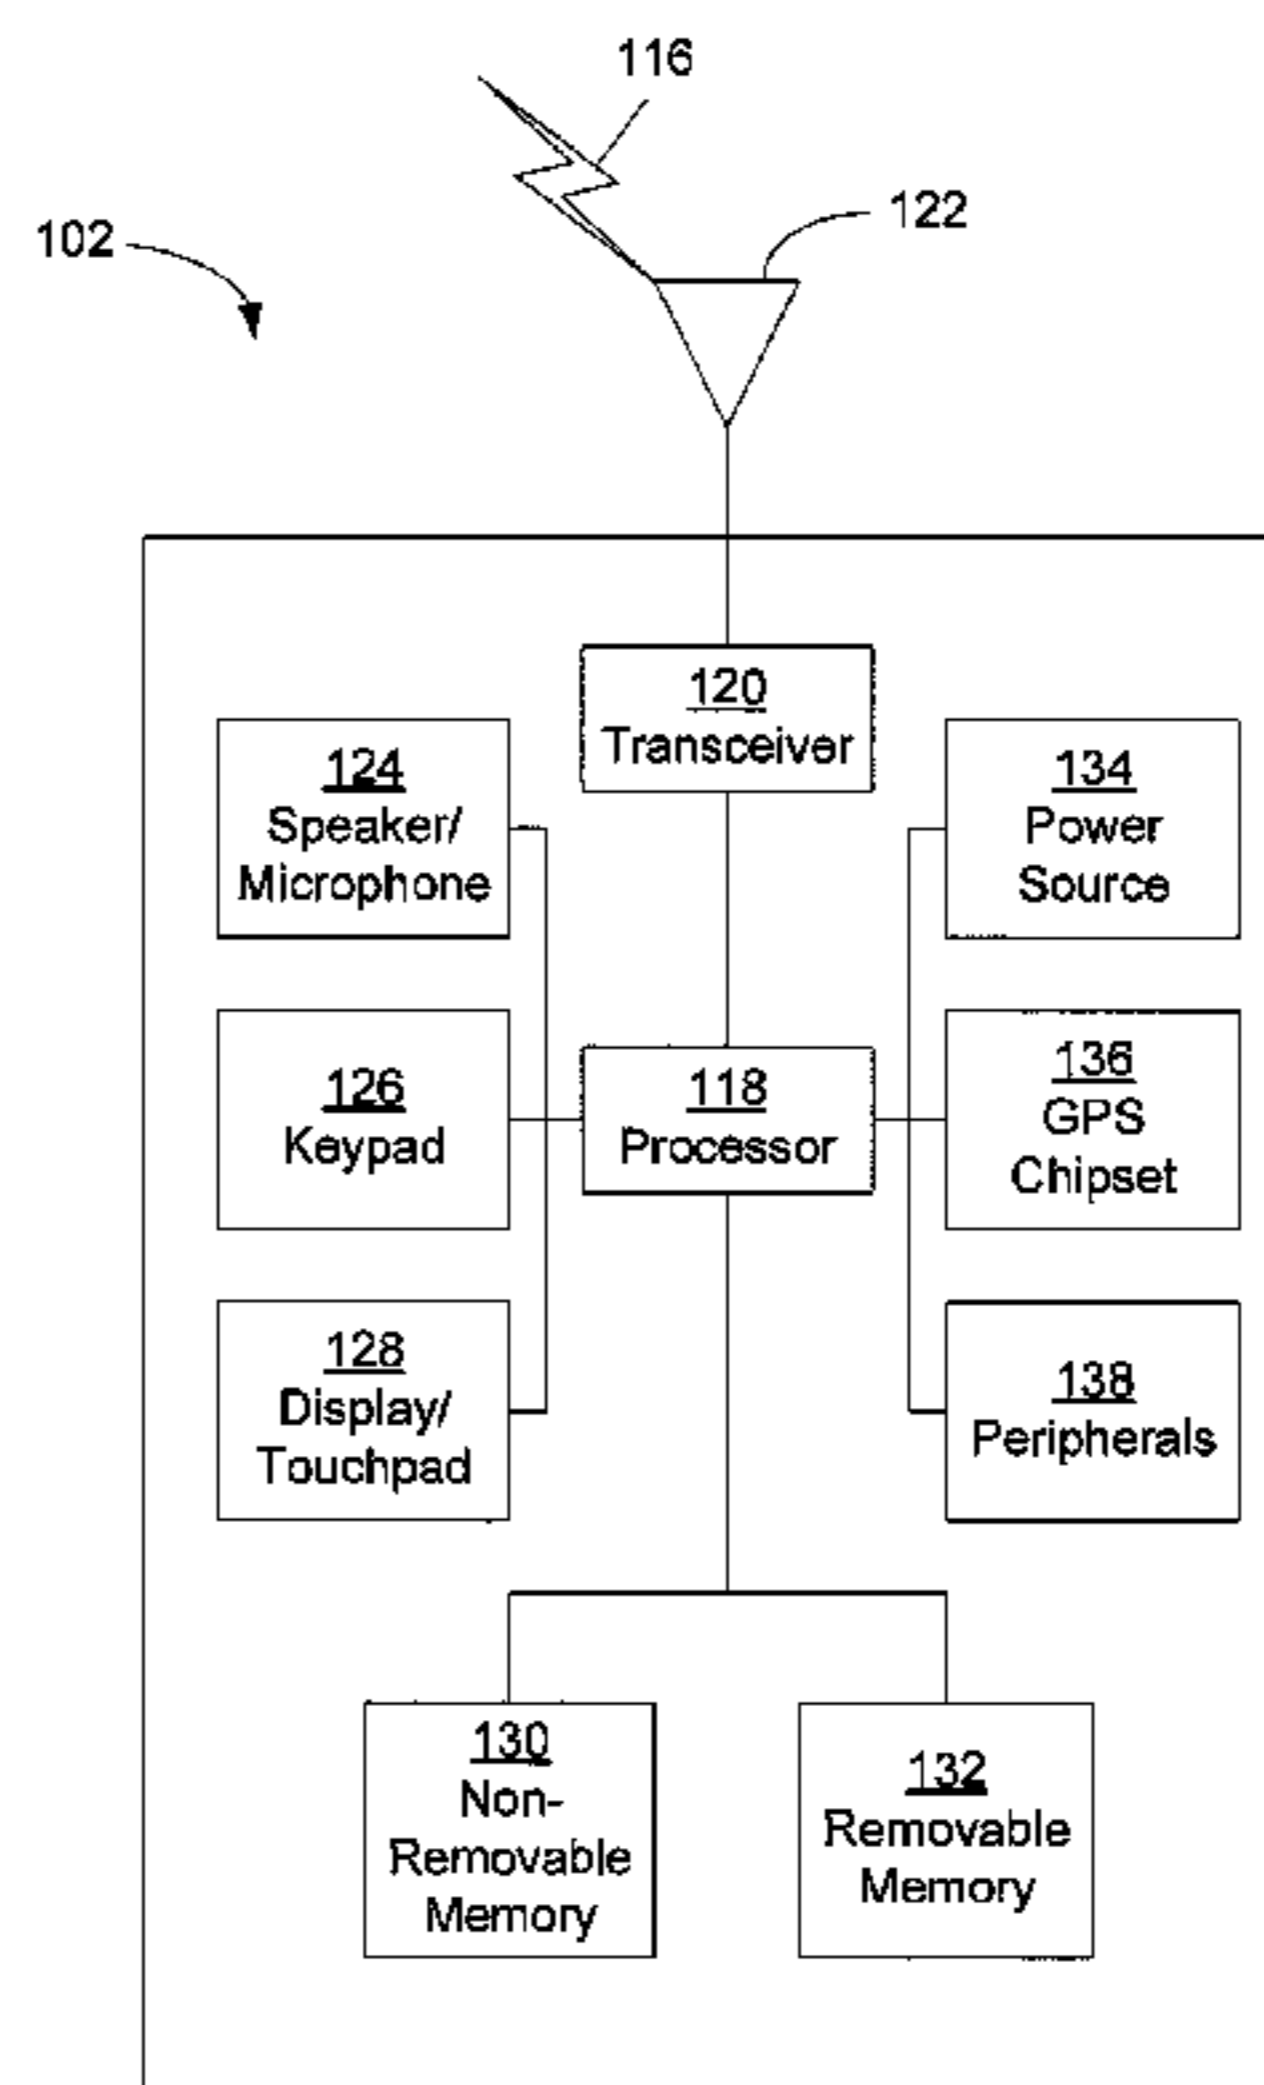 116
122
102
120
Transceiver
124
Speaker/
Microphone
134
Power
Source
126
Keypad
118
Processor
136
GPS
Chipset
128
Display/
Touchpad
138
Peripherals
130
Non-
Removable
Memory
132
Removable
Memory